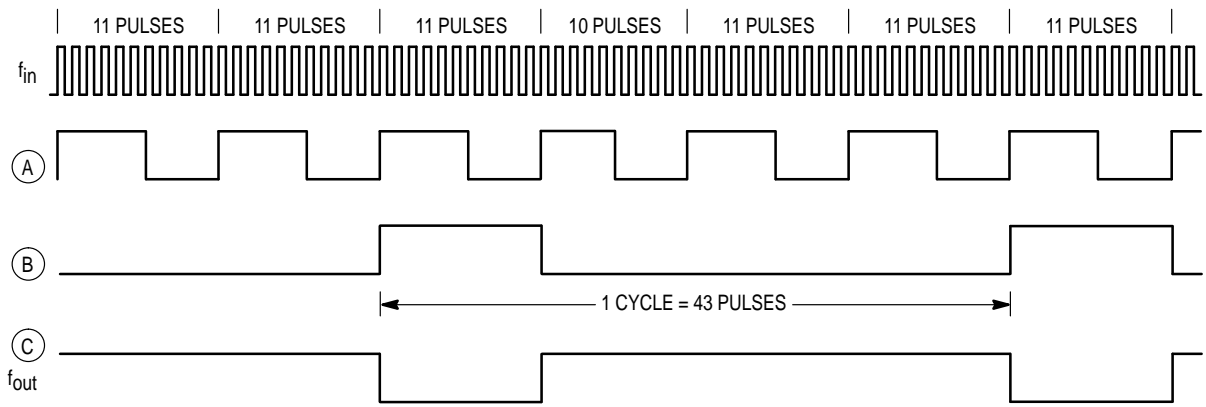 11 PULSES 11 PULSES 11 PULSES 10 PULSES 11 PULSES 11 PULSES 11 PULSES
fin
A
B
1 CYCLE = 43 PULSES
C
fout